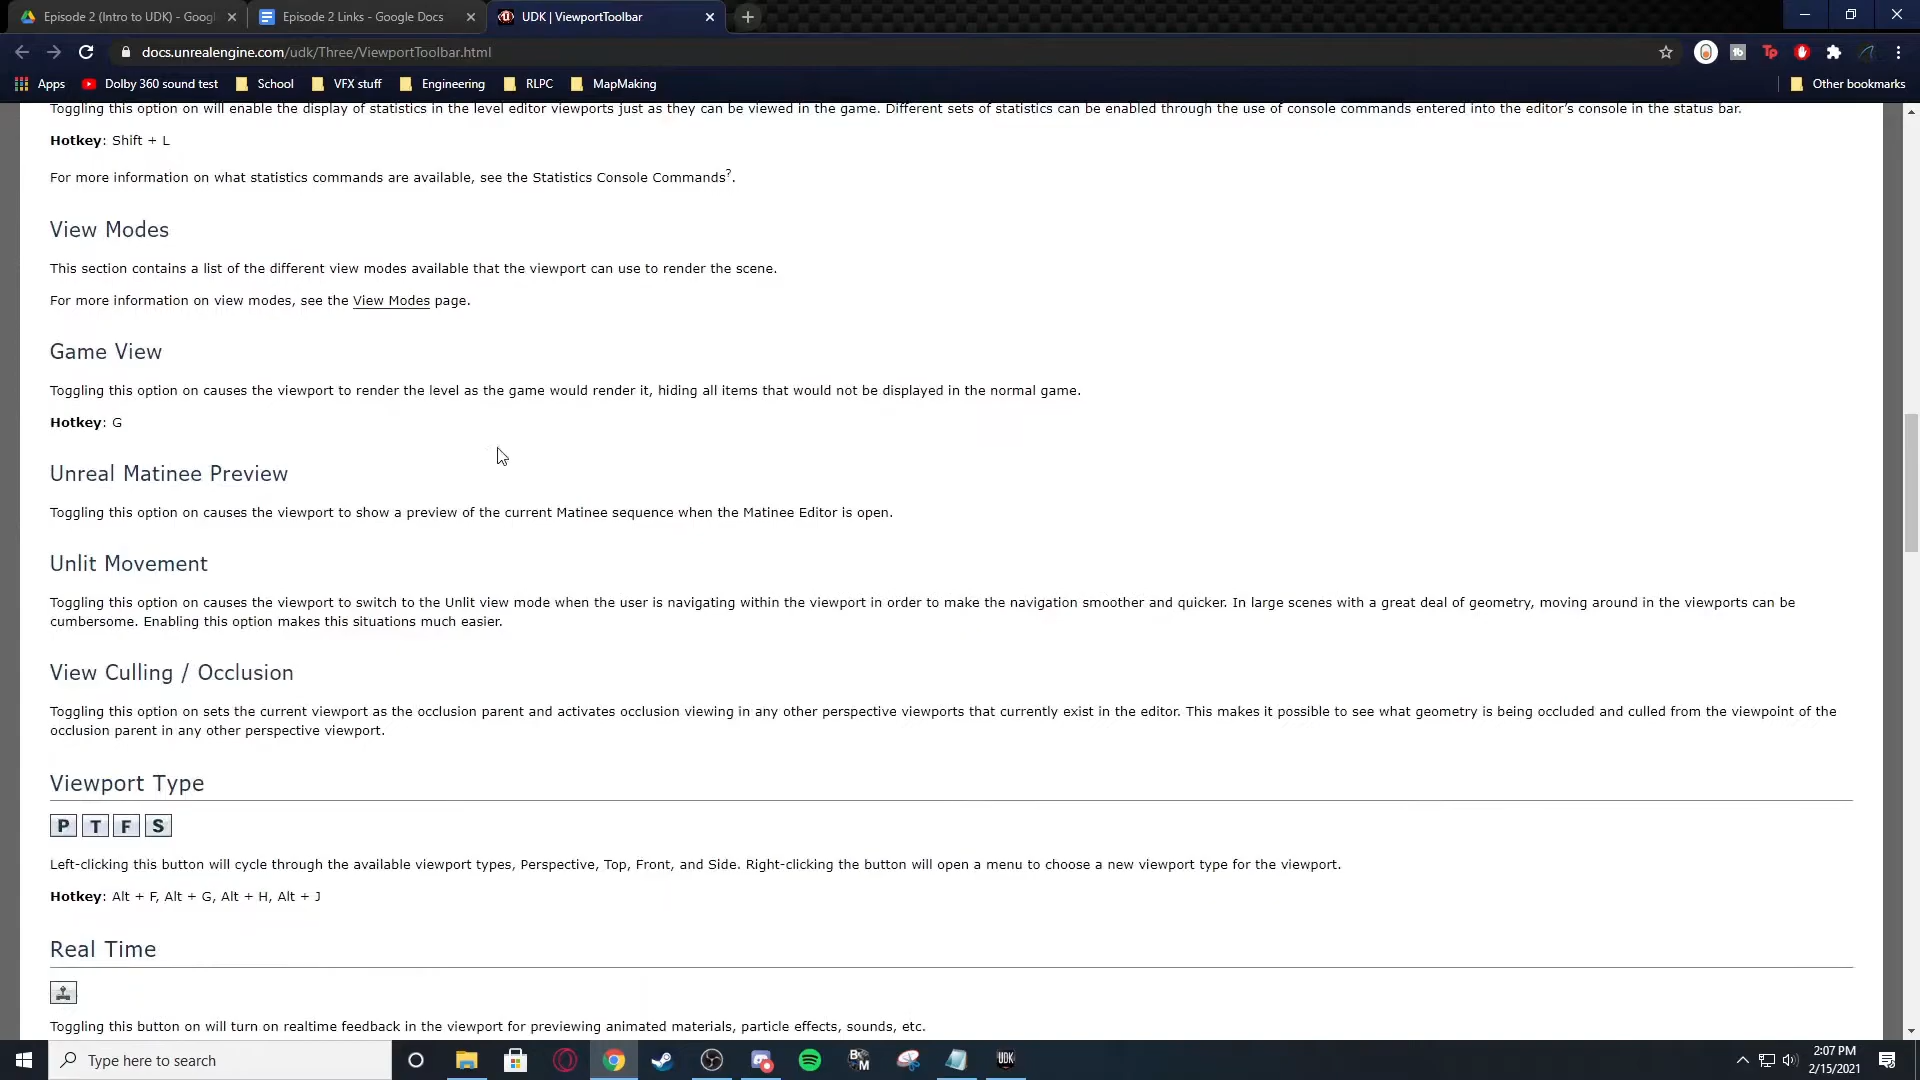 Episode 2 (Intro to UDK) - Googl
Episode 2 Links - Google Docs
UDK | ViewportToolbar
docs.unrealengine.com/udk/Three/ViewportToolbar.html
Apps
Dolby 360 sound test
School
VFX stuff
Engineering
RLPC
MapMaking
Other bookmarks
Toggling this option on will enable the display of statistics in the level editor viewports just as they can be viewed in the game. Different sets of statistics can be enabled through the use of console commands entered into the editor's console in the status bar.
Hotkey: Shift + L
For more information on what statistics commands are available, see the Statistics Console Commands?.
View Modes
This section contains a list of the different view modes available that the viewport can use to render the scene.
For more information on view modes, see the View Modes page.
Game View
Toggling this option on causes the viewport to render the level as the game would render it, hiding all items that would not be displayed in the normal game.
Hotkey: G
Unreal Matinee Preview
Toggling this option on causes the viewport to show a preview of the current Matinee sequence when the Matinee Editor is open.
Unlit Movement
Toggling this option on causes the viewport to switch to the Unlit view mode when the user is navigating within the viewport in order to make the navigation smoother and quicker. In large scenes with a great deal of geometry, moving around in the viewports can be
cumbersome. Enabling this option makes this situations much easier.
View Culling / Occlusion
Toggling this option on sets the current viewport as the occlusion parent and activates occlusion viewing in any other perspective viewports that currently exist in the editor. This makes it possible to see what geometry is being occluded and culled from the viewpoint of the
occlusion parent in any other perspective viewport.
Viewport Type
P T F S
Left-clicking this button will cycle through the available viewport types, Perspective, Top, Front, and Side. Right-clicking the button will open a menu to choose a new viewport type for the viewport.
Hotkey: Alt + F, Alt + G, Alt + H, Alt + J
Real Time
Toggling this button on will turn on realtime feedback in the viewport for previewing animated materials, particle effects, sounds, etc.
Type here to search
UDK
2:07 PM
2/15/2021